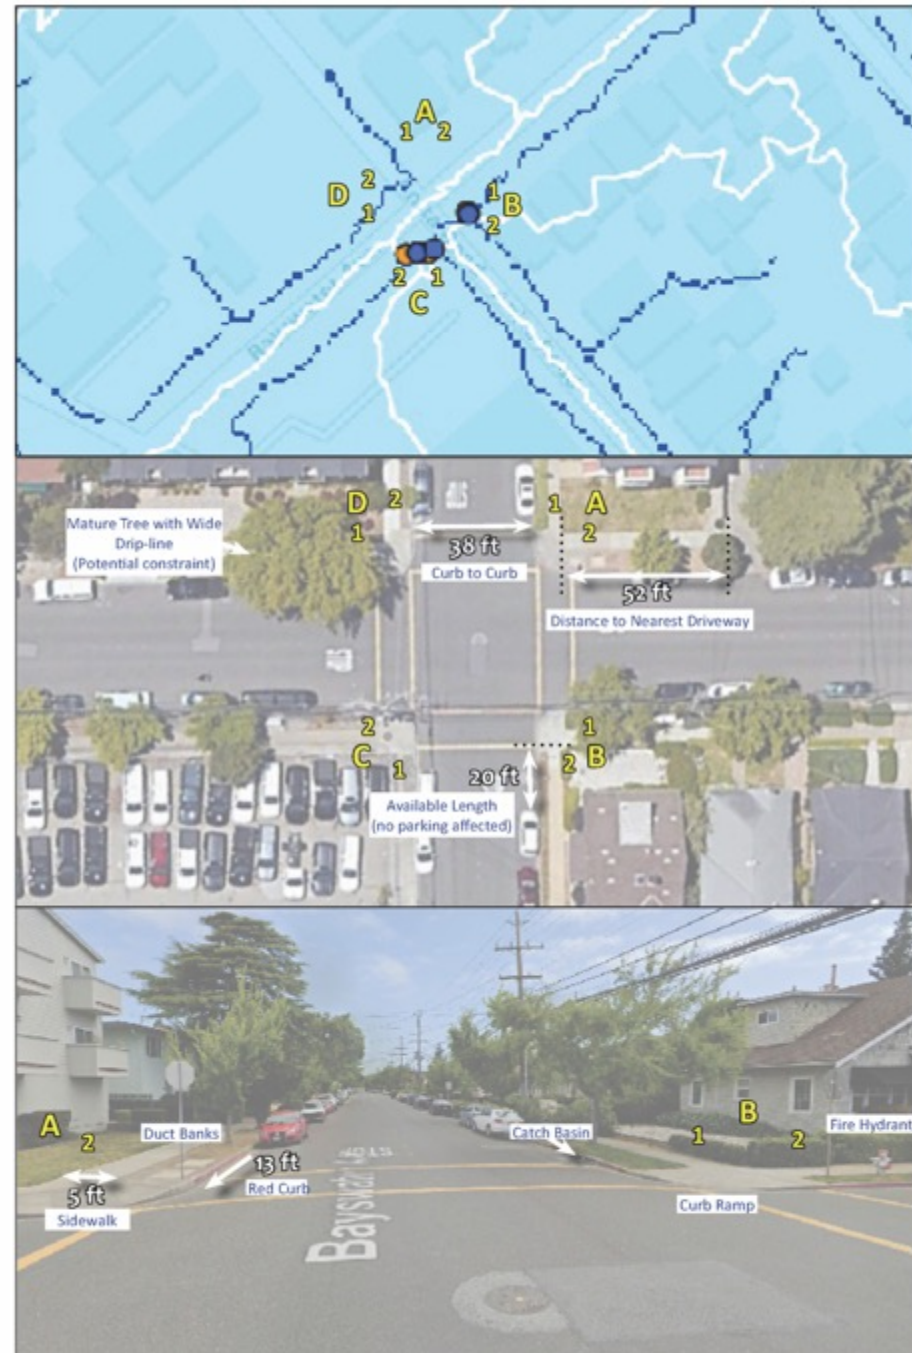 A
1 2
2
D
1
1
B
2
2 1
C
D 2
1
1 A
2
Mature Tree with Wide
Drip-line
(Potential constraint)
38 ft
Curb to Curb
52 ft
Distance to Nearest Driveway
STOP
2
C
1
1
2 B
20 ft
Available Length
(no parking affected)
A
2
Duct Banks
13 ft
Red Curb
5 ft
Sidewalk
Catch Basin
B
1 2
Fire Hydrant
Curb Ramp